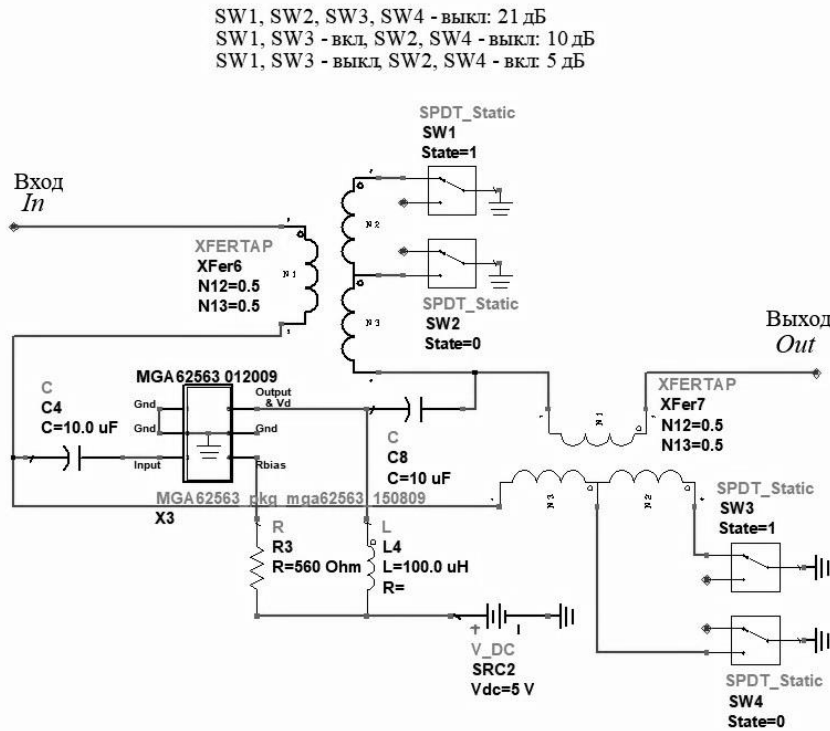 SW1, SW2, SW3, SW4 - выкл: 21 дБ
SW1, SW3 - вкл, SW2, SW4 - выкл: 10 дБ
SW1, SW3 - выкл, SW2, SW4 - вкл: 5 дБ
SPDT_Static
SW1
State=1
Вход
In
XFERTAP
XFer6
N12=0.5
N13=0.5
N1
N2
N3
SPDT_Static
SW2
State=0
Выход
Out
MGA62563 012009
C
C4
C=10.0 uF
Gnd
Gnd
Input
Output
& Vd
Gnd
Rbias
C
C8
C=10 uF
N1
XFERTAP
XFer7
N12=0.5
N13=0.5
MGA62563_pkg_mga62563_150809
X3
N3
N2
SPDT_Static
SW3
State=1
R
R3
R=560 Ohm
L
L4
L=100.0 uH
R=
V_DC
SRC2
Vdc=5 V
SPDT_Static
SW4
State=0